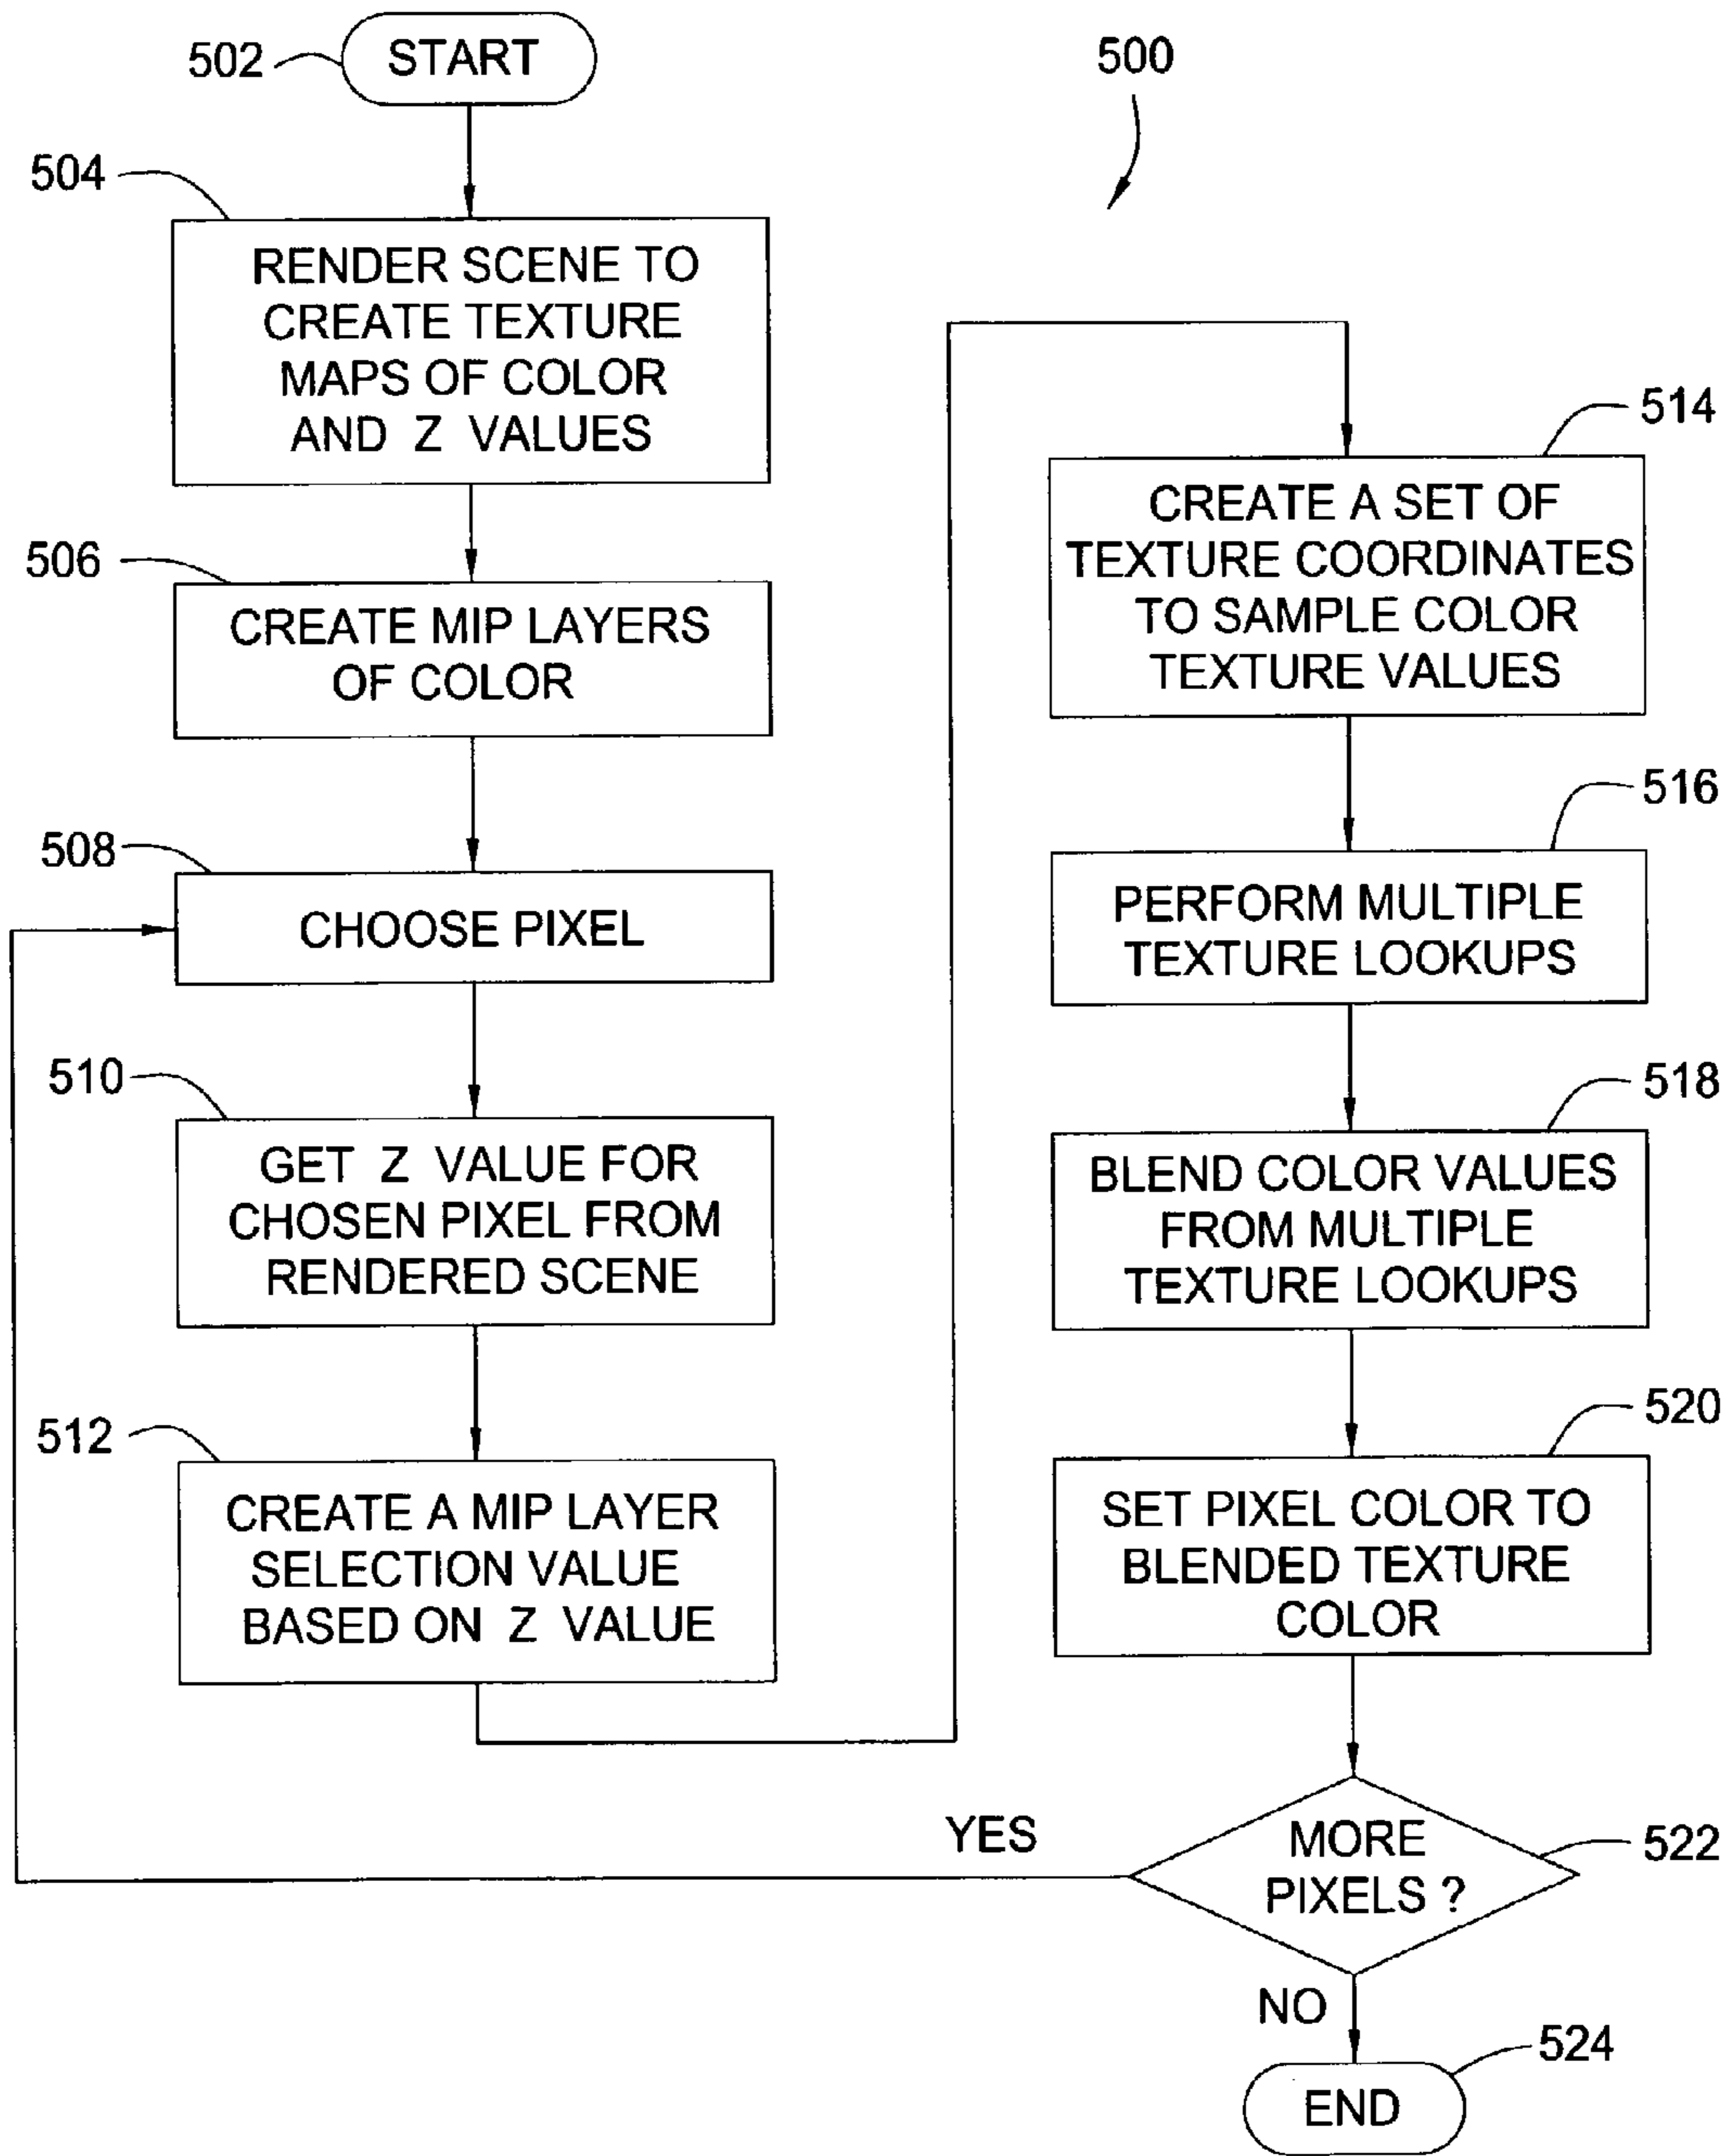 502
START
500
504
RENDER SCENE TO
CREATE TEXTURE
MAPS OF COLOR
AND Z VALUES
506
CREATE MIP LAYERS
OF COLOR
508
CHOOSE PIXEL
510
GET Z VALUE FOR
CHOSEN PIXEL FROM
RENDERED SCENE
512
CREATE A MIP LAYER
SELECTION VALUE
BASED ON Z VALUE
514
CREATE A SET OF
TEXTURE COORDINATES
TO SAMPLE COLOR
TEXTURE VALUES
516
PERFORM MULTIPLE
TEXTURE LOOKUPS
518
BLEND COLOR VALUES
FROM MULTIPLE
TEXTURE LOOKUPS
520
SET PIXEL COLOR TO
BLENDED TEXTURE
COLOR
YES
MORE
PIXELS ?
522
NO
524
END